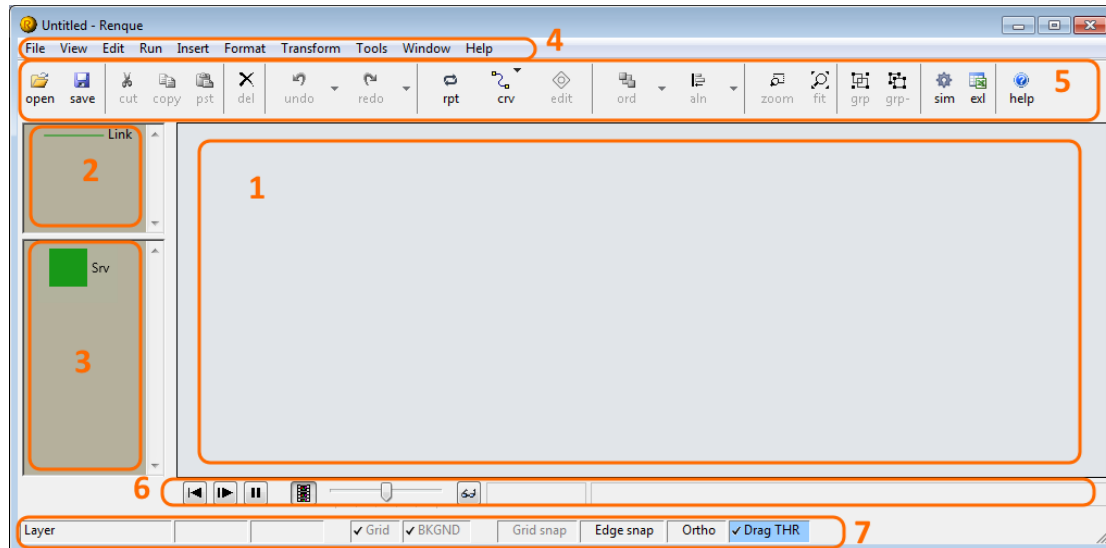 Untitled - Renque
File View Edit Run Insert Format Transform Tools Window Help 4
open save cut copy pst del undo redo rpt crv edit ord aln zoom fit grp grp- sim exl help 5
Link
2
1
Srv
3
6
Layer Grid BKGND Grid snap Edge snap Ortho Drag THR 7